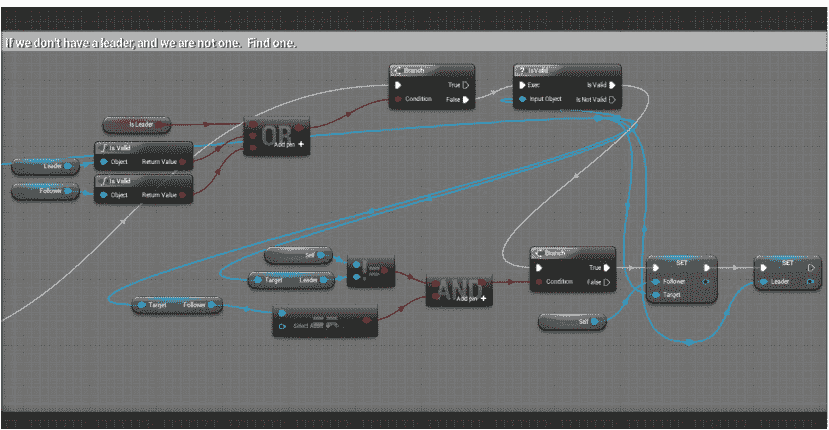 If we don't have a leader, and we are not one. Find one.
Branch
True
Condition
False
? Is Valid
Exec
Is Valid
Input Object
Is Not Valid
Is Leader
OR
Add pin +
Leader
f Is Valid
Object
Return Value
Follower
f Is Valid
Object
Return Value
Self
Target
Leader
!=
Target
Follower
==
AND
Add pin +
Branch
True
Condition
False
Self
SET
Follower
Target
SET
Leader